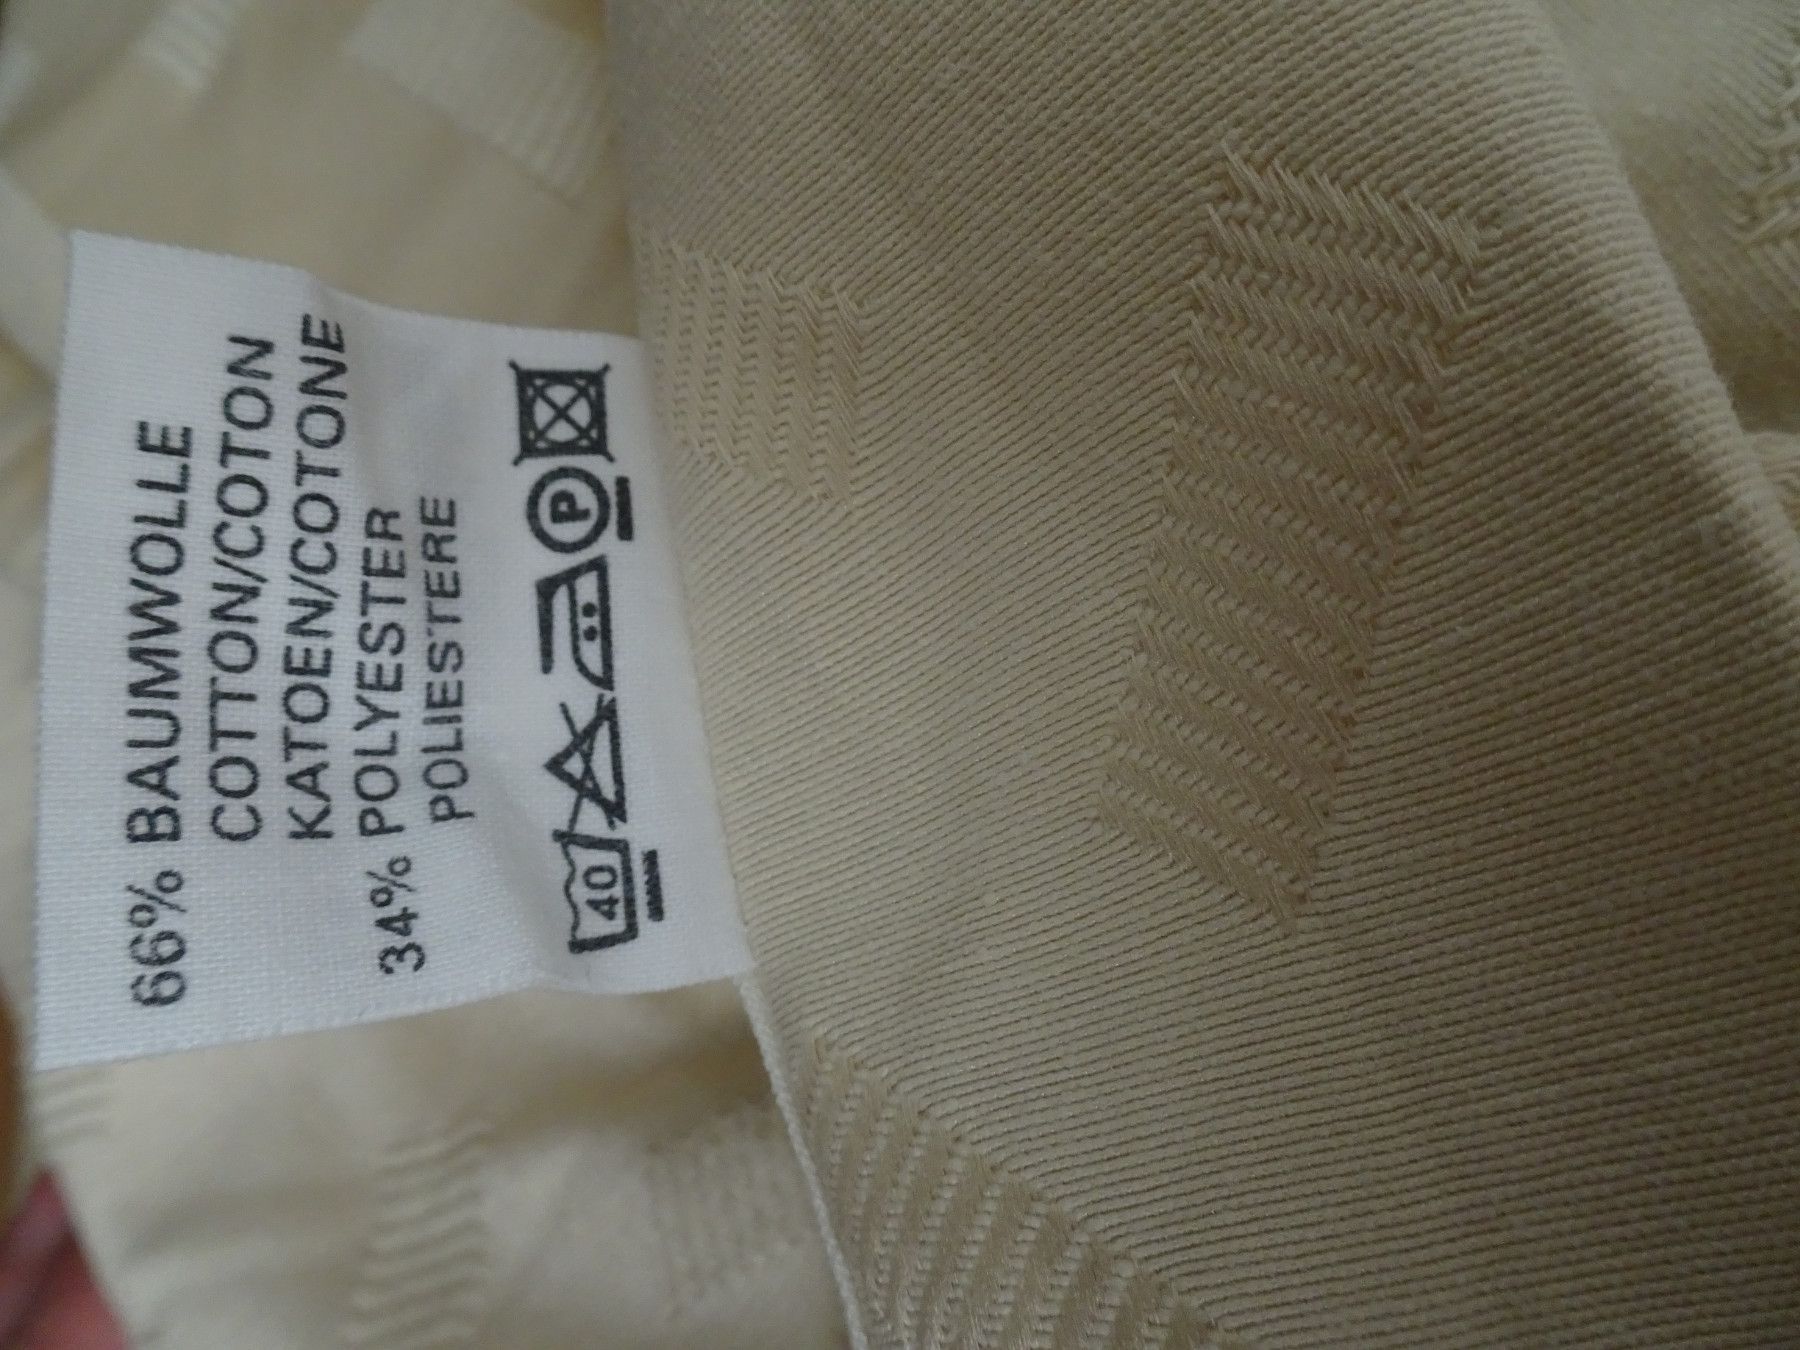 66% BAUMWOLLE
COTTON/COTON
KATOEN/COTONE
34% POLYESTER
POLIESTERE
40 P